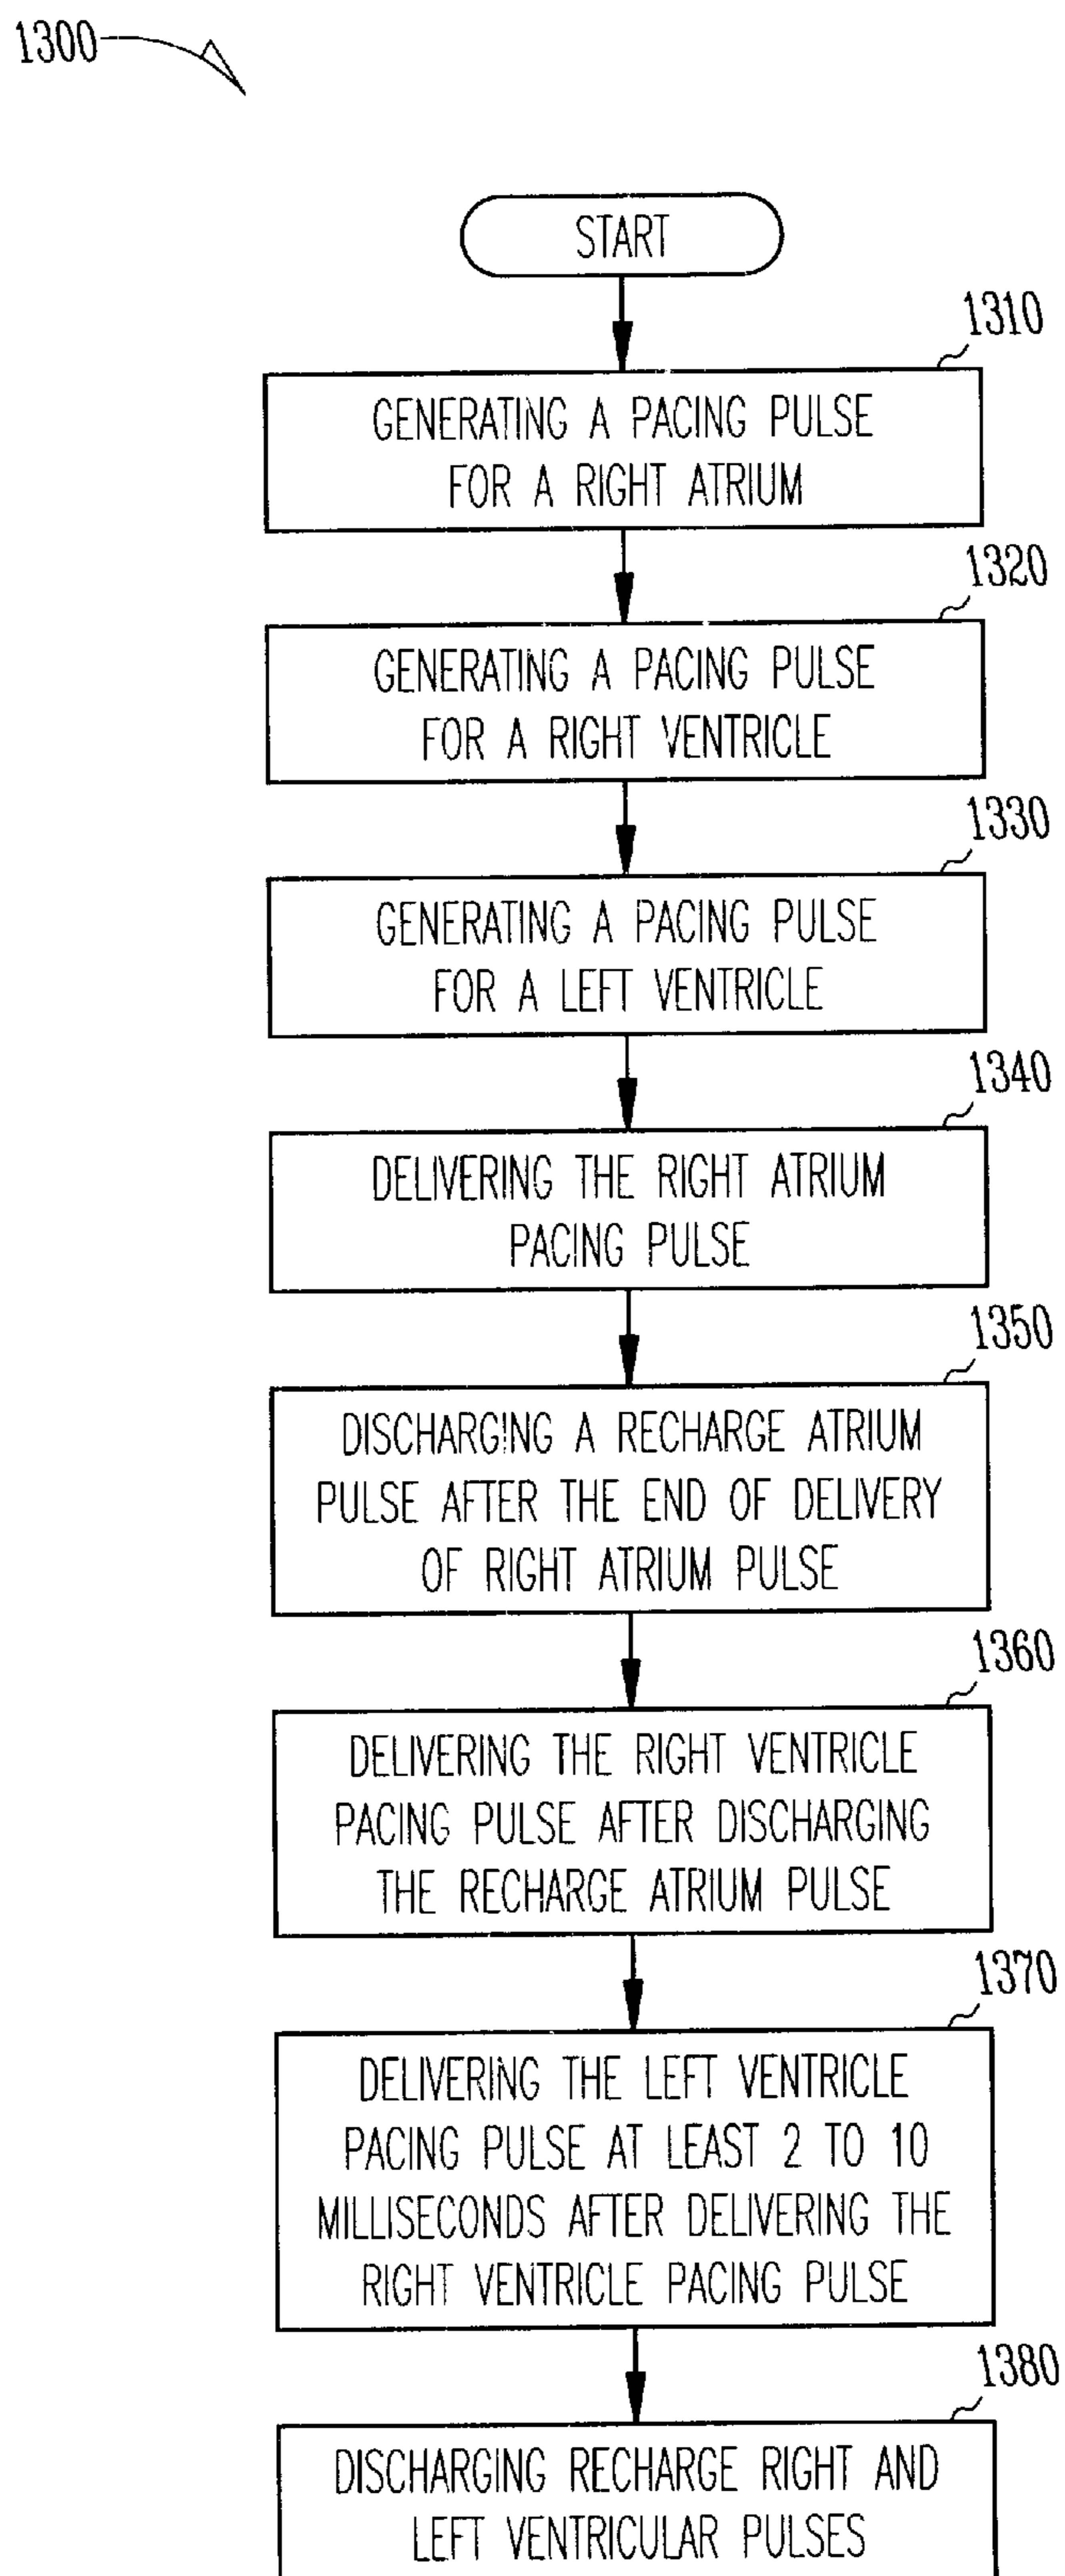 1300
START
1310
GENERATING A PACING PULSE
FOR A RIGHT ATRIUM
1320
GENERATING A PACING PULSE
FOR A RIGHT VENTRICLE
1330
GENERATING A PACING PULSE
FOR A LEFT VENTRICLE
1340
DELIVERING THE RIGHT ATRIUM
PACING PULSE
1350
DISCHARGING A RECHARGE ATRIUM
PULSE AFTER THE END OF DELIVERY
OF RIGHT ATRIUM PULSE
1360
DELIVERING THE RIGHT VENTRICLE
PACING PULSE AFTER DISCHARGING
THE RECHARGE ATRIUM PULSE
1370
DELIVERING THE LEFT VENTRICLE
PACING PULSE AT LEAST 2 TO 10
MILLISECONDS AFTER DELIVERING THE
RIGHT VENTRICLE PACING PULSE
1380
DISCHARGING RECHARGE RIGHT AND
LEFT VENTRICULAR PULSES